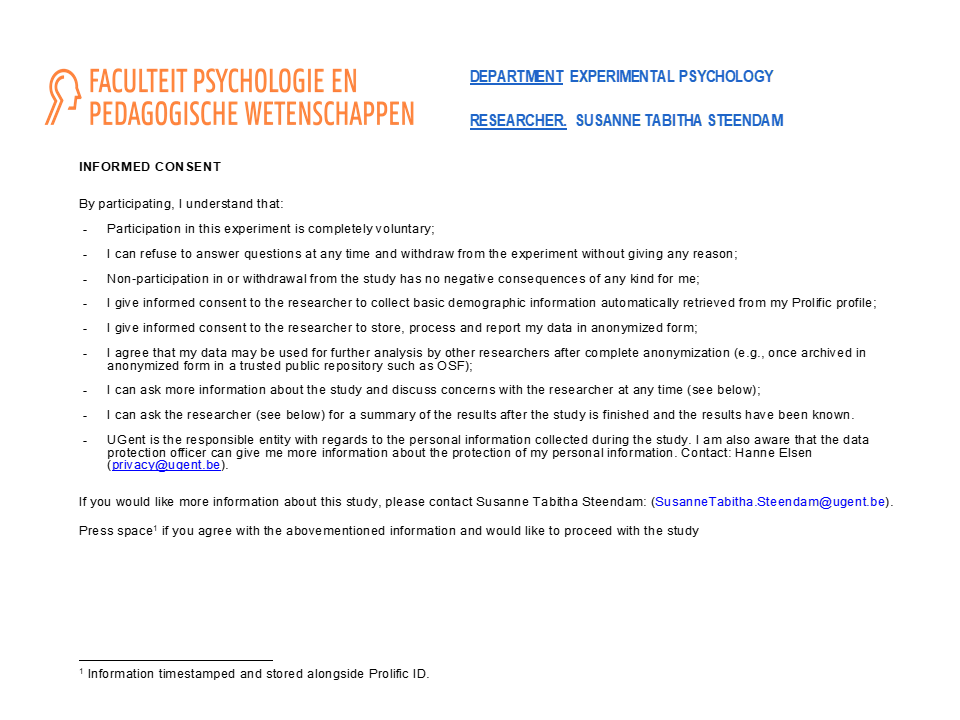 FACULTEIT PSYCHOLOGIE EN
PEDAGOGISCHE WETENSCHAPPEN
DEPARTMENT EXPERIMENTAL PSYCHOLOGY
RESEARCHER. SUSANNE TABITHA STEENDAM
INFORMED CONSENT
By participating, I understand that:
- Participation in this experiment is completely voluntary;
- I can refuse to answer questions at any time and withdraw from the experiment without giving any reason;
- Non-participation in or withdrawal from the study has no negative consequences of any kind for me;
- I give informed consent to the researcher to collect basic demographic information automatically retrieved from my Prolific profile;
- I give informed consent to the researcher to store, process and report my data in anonymized form;
- I agree that my data may be used for further analysis by other researchers after complete anonymization (e.g., once archived in
anonymized form in a trusted public repository such as OSF);
- I can ask more information about the study and discuss concerns with the researcher at any time (see below);
- I can ask the researcher (see below) for a summary of the results after the study is finished and the results have been known.
- UGent is the responsible entity with regards to the personal information collected during the study. I am also aware that the data
protection officer can give me more information about the protection of my personal information. Contact: Hanne Elsen
(privacy@ugent.be).
If you would like more information about this study, please contact Susanne Tabitha Steendam: (SusanneTabitha.Steendam@ugent.be).
Press space¹ if you agree with the abovementioned information and would like to proceed with the study
¹ Information timestamped and stored alongside Prolific ID.